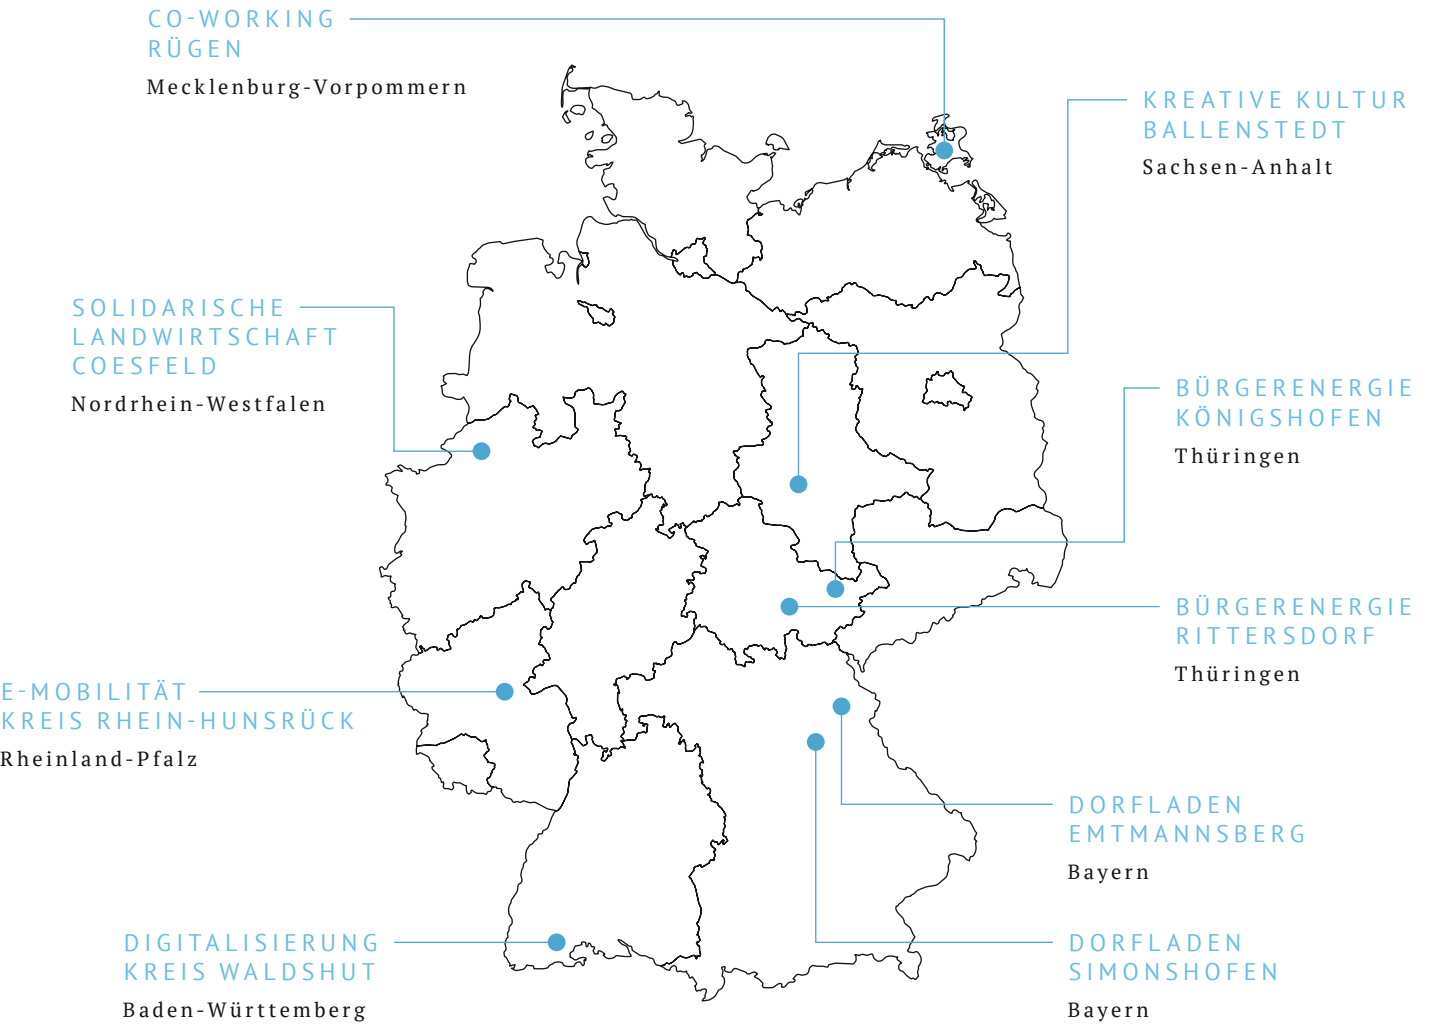 CO-WORKING
RÜGEN
Mecklenburg-Vorpommern
KREATIVE KULTUR
BALLENSTEDT
Sachsen-Anhalt
SOLIDARISCHE
LANDWIRTSCHAFT
COESFELD
Nordrhein-Westfalen
BÜRGERENERGIE
KÖNIGSHOFEN
Thüringen
BÜRGERENERGIE
RITTERSDORF
Thüringen
E-MOBILITÄT
KREIS RHEIN-HUNSRÜCK
Rheinland-Pfalz
DORFLADEN
EMTMANNSBERG
Bayern
DIGITALISIERUNG
KREIS WALDSHUT
Baden-Württemberg
DORFLADEN
SIMONSHOFEN
Bayern